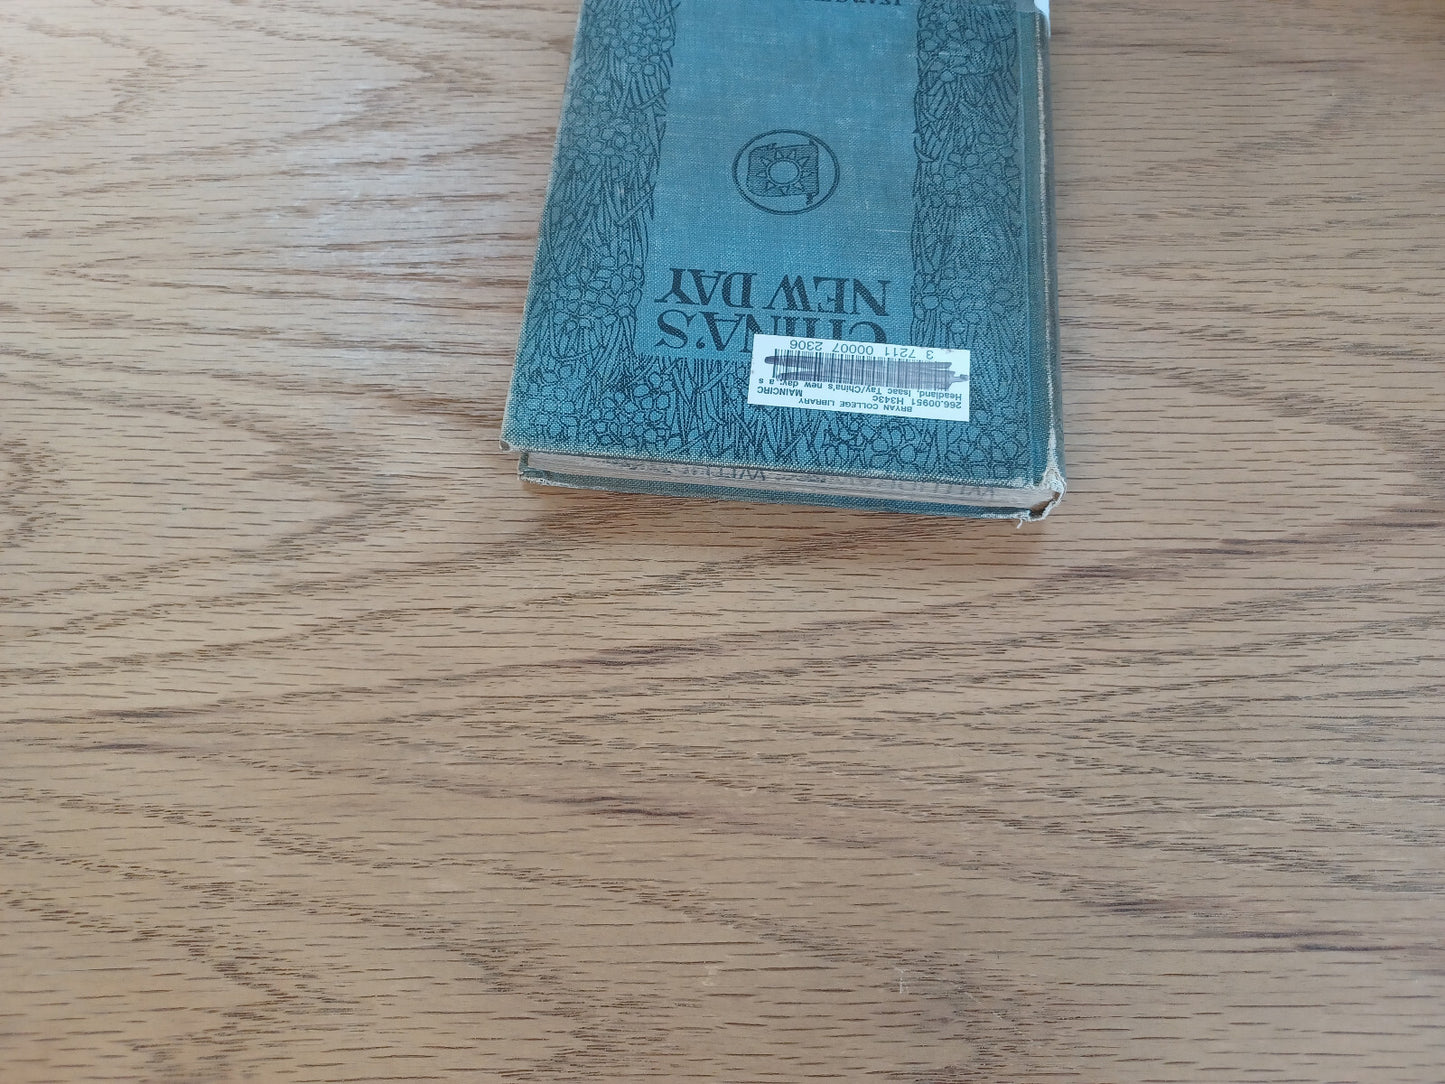 BRYAN COLLEGE LIBRARY
MAINCIRC
266.00951 H343c
Headland, Isaac Tay/China's new day; a s
3 7211 00007 2306
CHINA'S
NEW DAY